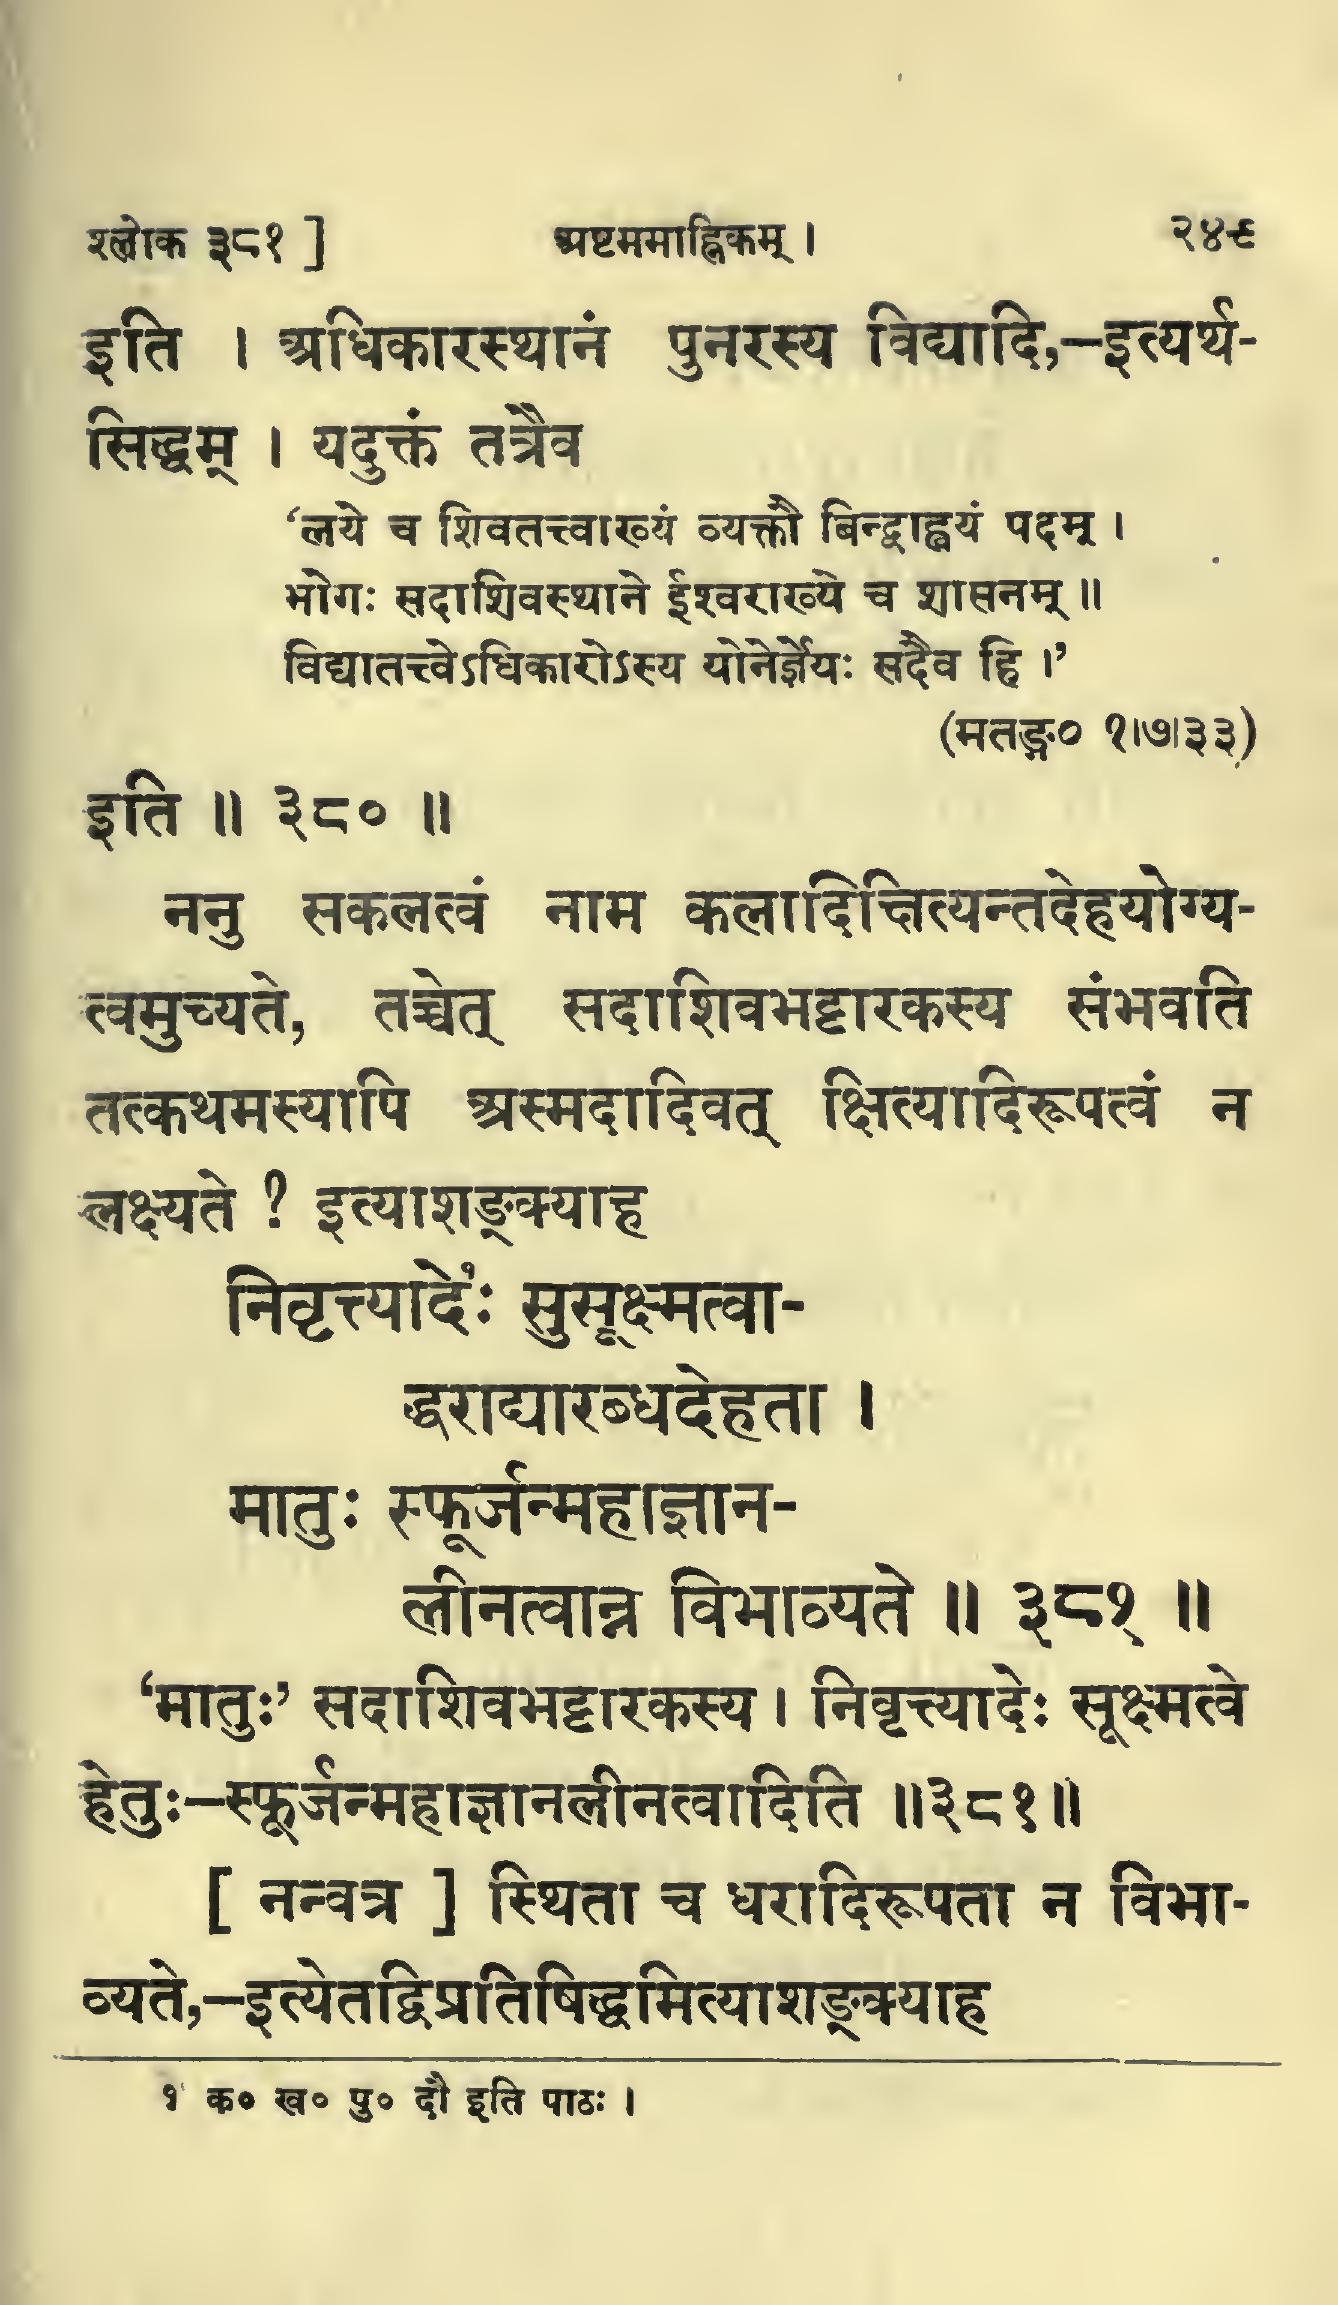 श्लोक ३८१ ] अष्टममाह्निकम् । २४९
इति । अधिकारस्थानं पुनरस्य विद्यादि,—इत्यर्थ-
सिद्धम् । यदुक्तं तत्रैव
‘लये च शिवतत्त्वाख्यं व्यक्तौ बिन्द्वाह्वयं पदम् ।
भोगः सदाशिवस्थाने ईश्वराख्ये च शासनम् ॥
विद्यातत्त्वेऽधिकारोऽस्य योनेर्ज्ञेयः सदैव हि ।’
(मतङ्ग० १।७।३३)
इति ॥ ३८० ॥
ननु सकलत्वं नाम कलादिक्षित्यन्तदेहयोग्य-
त्वमुच्यते, तच्चेत् सदाशिवभट्टारकस्य संभवति
तत्कथमस्यापि अस्मदादिवत् क्षित्यादिरूपत्वं न
लक्ष्यते ? इत्याशङ्क्याह
निवृत्त्यादेः१ सुसूक्ष्मत्वा-
द्धराद्यारब्धदेहता ।
मातुः स्फूर्जन्महाज्ञान-
लीनत्वान्न विभाव्यते ॥ ३८१ ॥
‘मातुः’ सदाशिवभट्टारकस्य । निवृत्त्यादेः सूक्ष्मत्वे
हेतुः—स्फूर्जन्महाज्ञानलीनत्वादिति ॥३८१॥
[ नन्वत्र ] स्थिता च धरादिरूपता न विभा-
व्यते,—इत्येतद्विप्रतिषिद्धमित्याशङ्क्याह
१ क० ख० पु० दौ इति पाठः ।